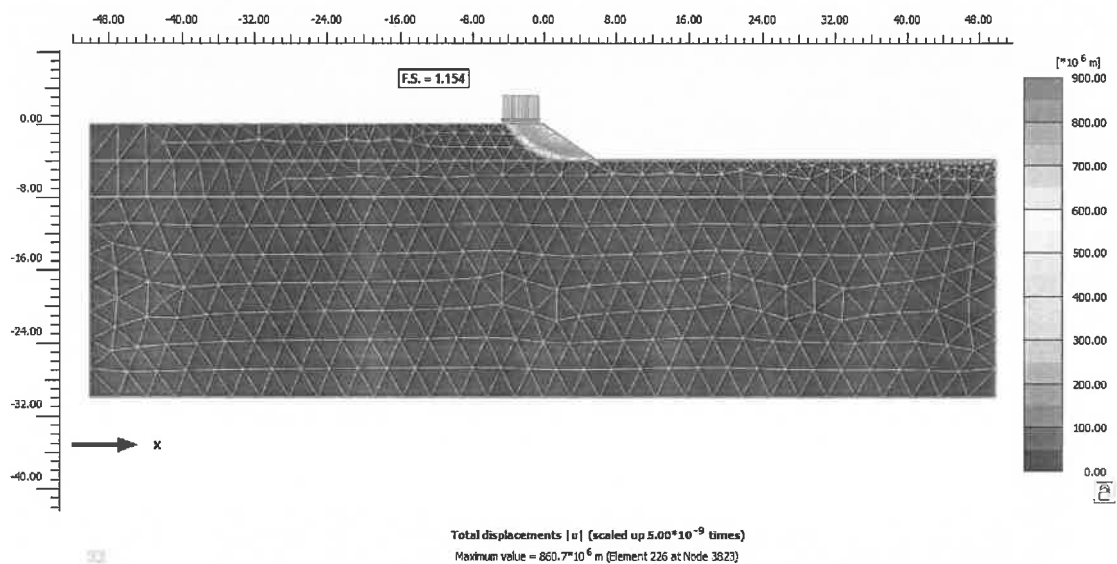 -48.00 -40.00 -32.00 -24.00 -16.00 -8.00 0.00 8.00 16.00 24.00 32.00 40.00 48.00
[*10⁶ m]
F.S. = 1.154
900.00
800.00
0.00
700.00
-8.00
600.00
-16.00
500.00
400.00
-24.00
300.00
200.00
-32.00
100.00
x
-40.00
0.00
Total displacements |u| (scaled up 5.00*10⁻⁹ times)
Maximum value = 860.7*10⁶ m (Element 226 at Node 3823)